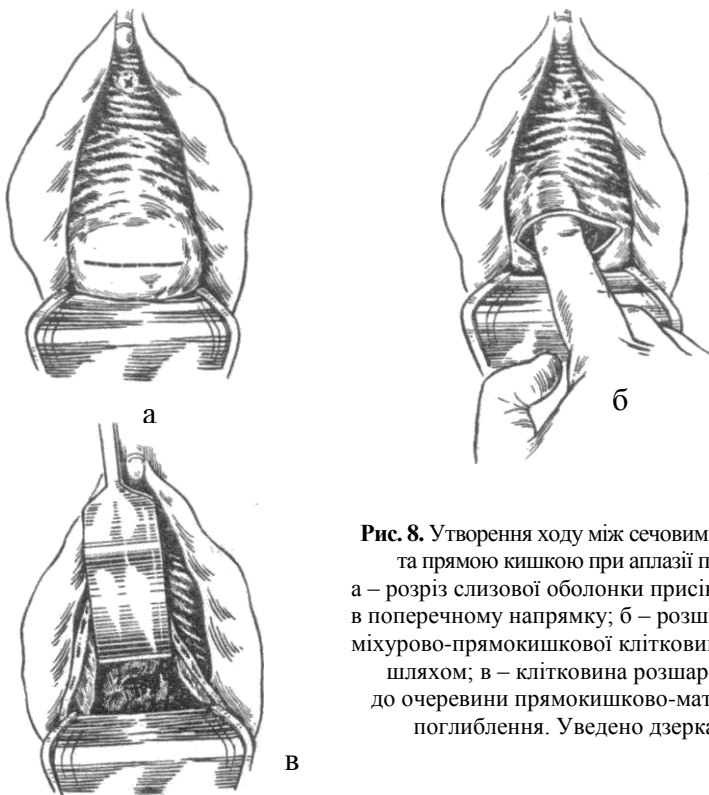 а
б
в
Рис. 8. Утворення ходу між сечовим
та прямою кишкою при аплазії п
а – розріз слизової оболонки присін
в поперечному напрямку; б – розш
міхурово-прямокишкової клітковин
шляхом; в – клітковина розшар
до очеревини прямокишково-мат
поглиблення. Уведено дзерка